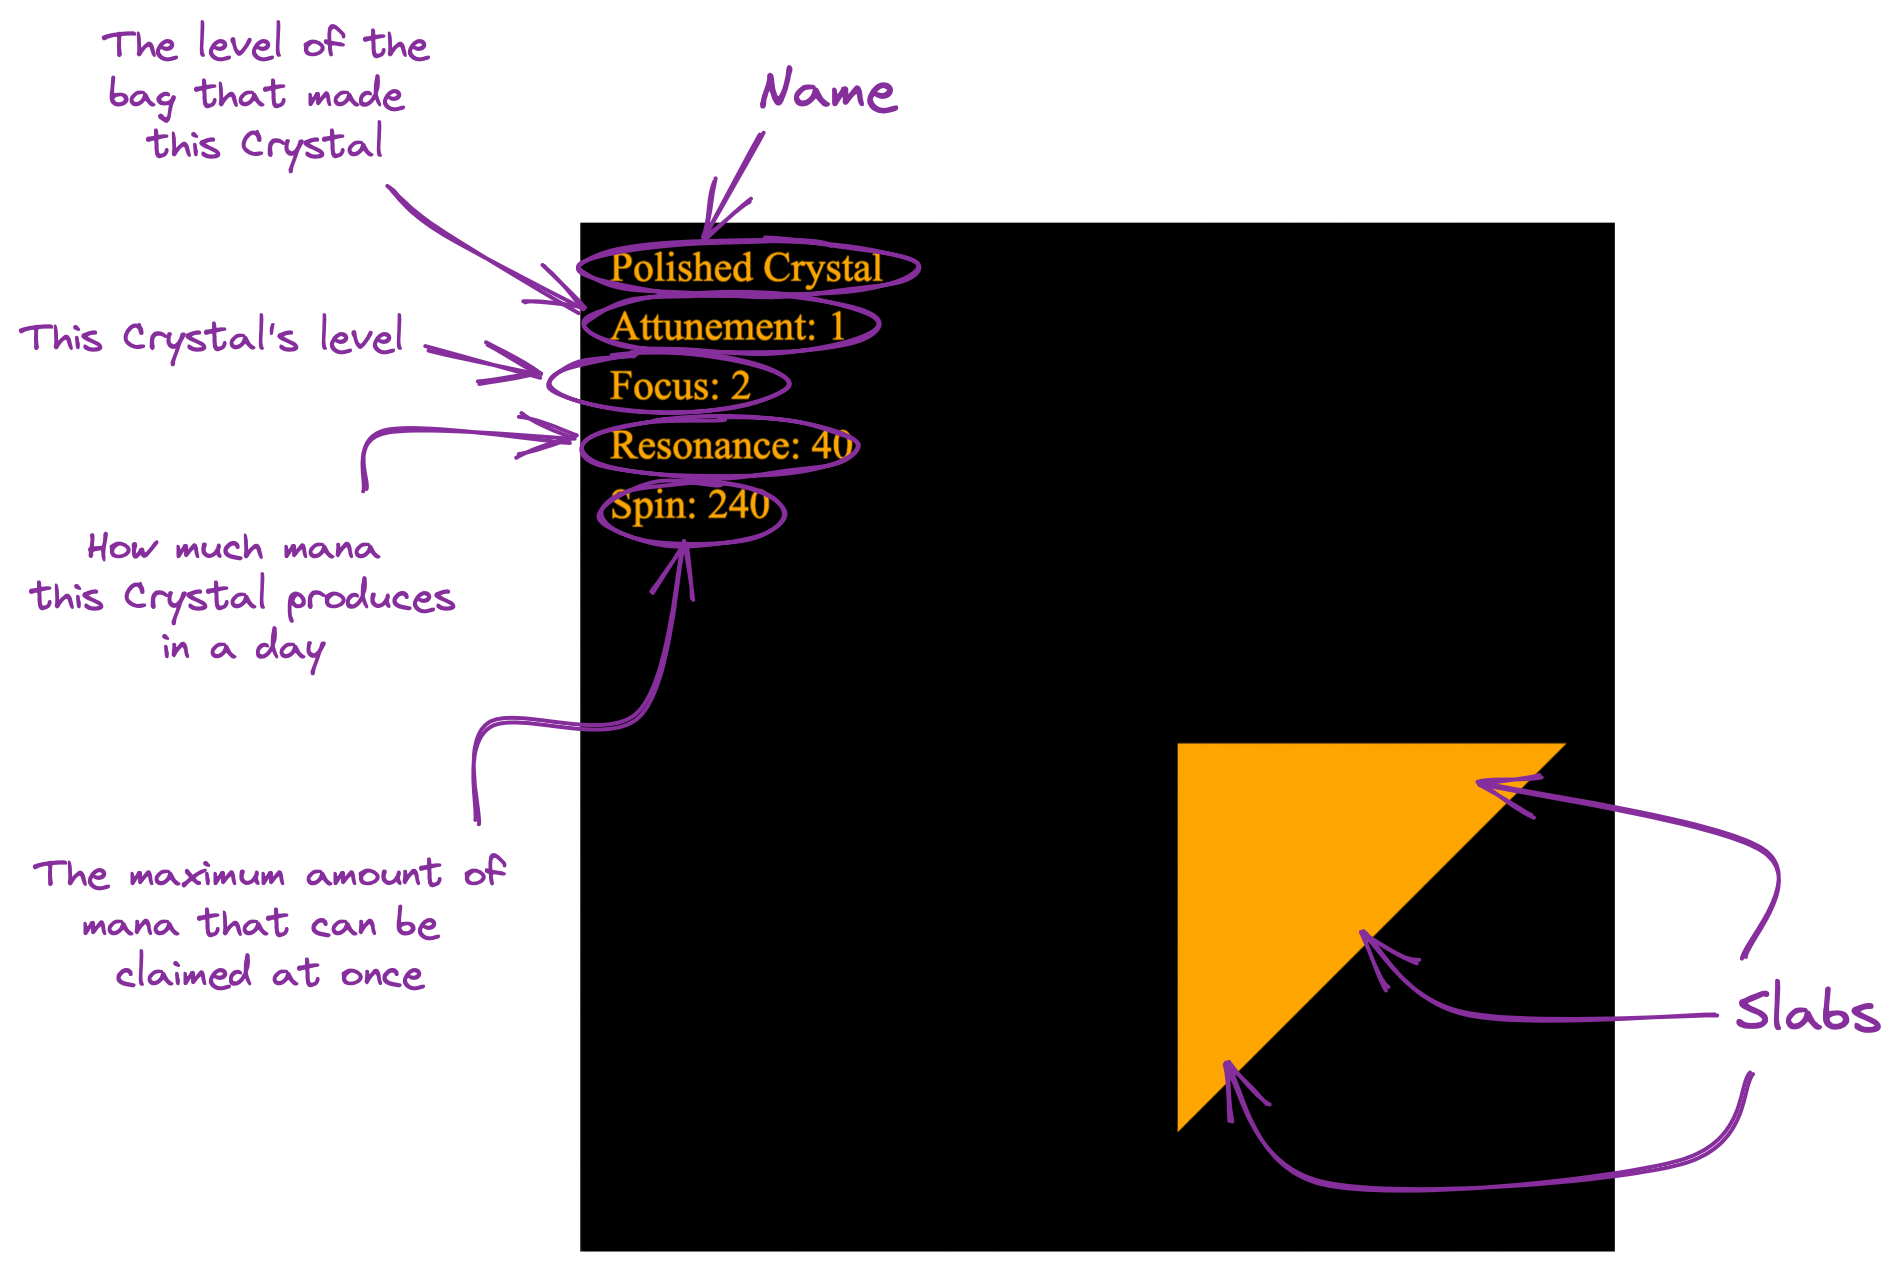 The level of the
bag that made
this Crystal
Name
Polished Crystal
Attunement: 1
This Crystal's level
Focus: 2
Resonance: 40
Spin: 240
How much mana
this Crystal produces
in a day
The maximum amount of
mana that can be
claimed at once
Slabs